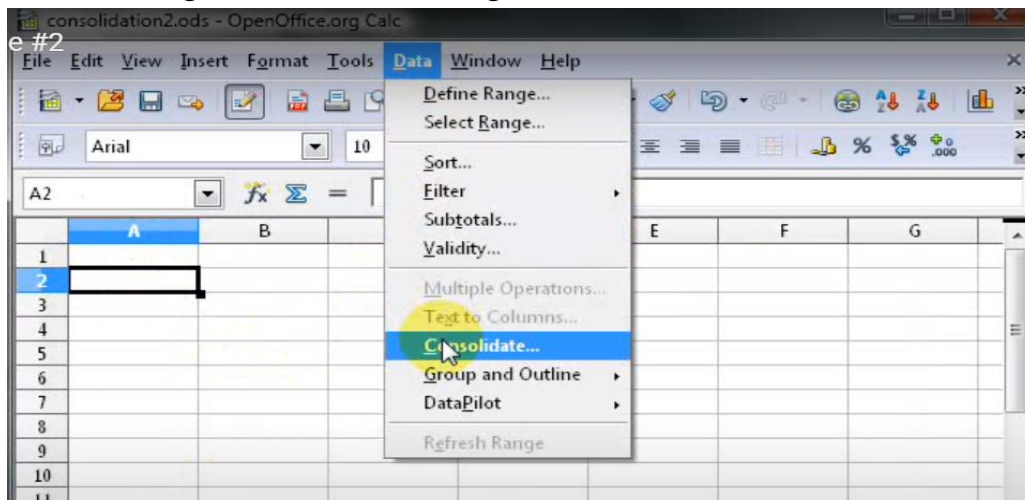 consolidation2.ods - OpenOffice.org Calc
e #2
File Edit View Insert Format Tools Data Window Help
Define Range...
Select Range...
Arial 10
Sort...
A2
Filter
Subtotals...
A B E F G
Validity...
1
2
Multiple Operations...
3
Text to Columns...
4
Consolidate...
5
6
Group and Outline
7
DataPilot
8
Refresh Range
9
10
11